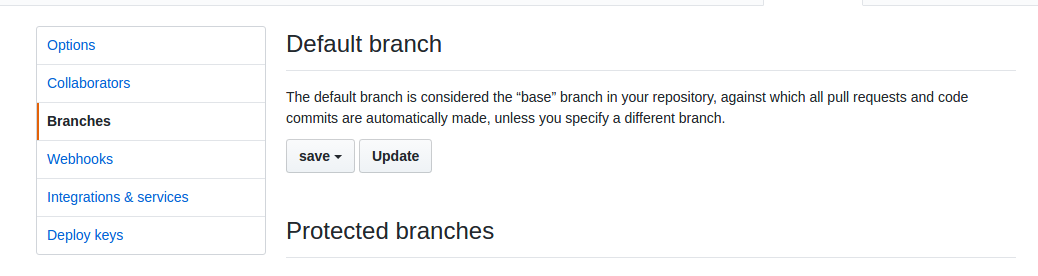 Options
Collaborators
Branches
Webhooks
Integrations & services
Deploy keys
Default branch
The default branch is considered the “base” branch in your repository, against which all pull requests and code
commits are automatically made, unless you specify a different branch.
save
Update
Protected branches